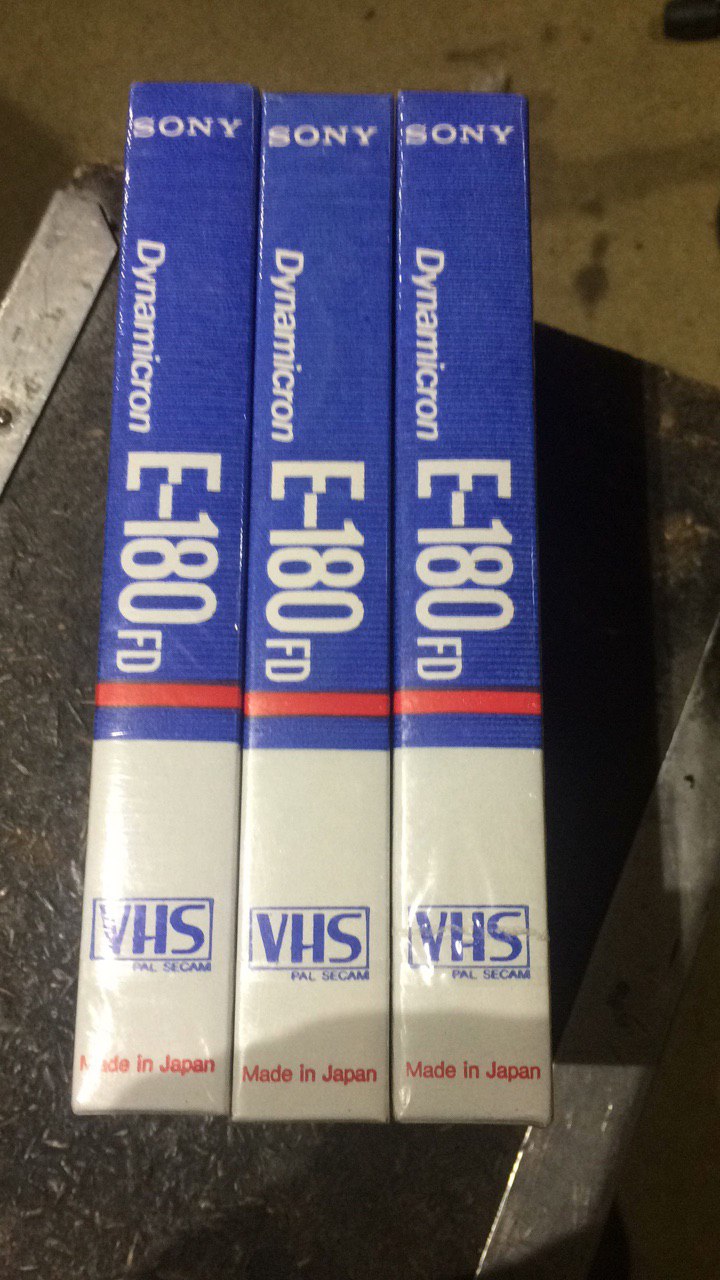 SONY
Dynamicron
E-180 FD
VHS
PAL SECAM
Made in Japan
SONY
Dynamicron
E-180 FD
VHS
PAL SECAM
Made in Japan
SONY
Dynamicron
E-180 FD
VHS
PAL SECAM
Made in Japan